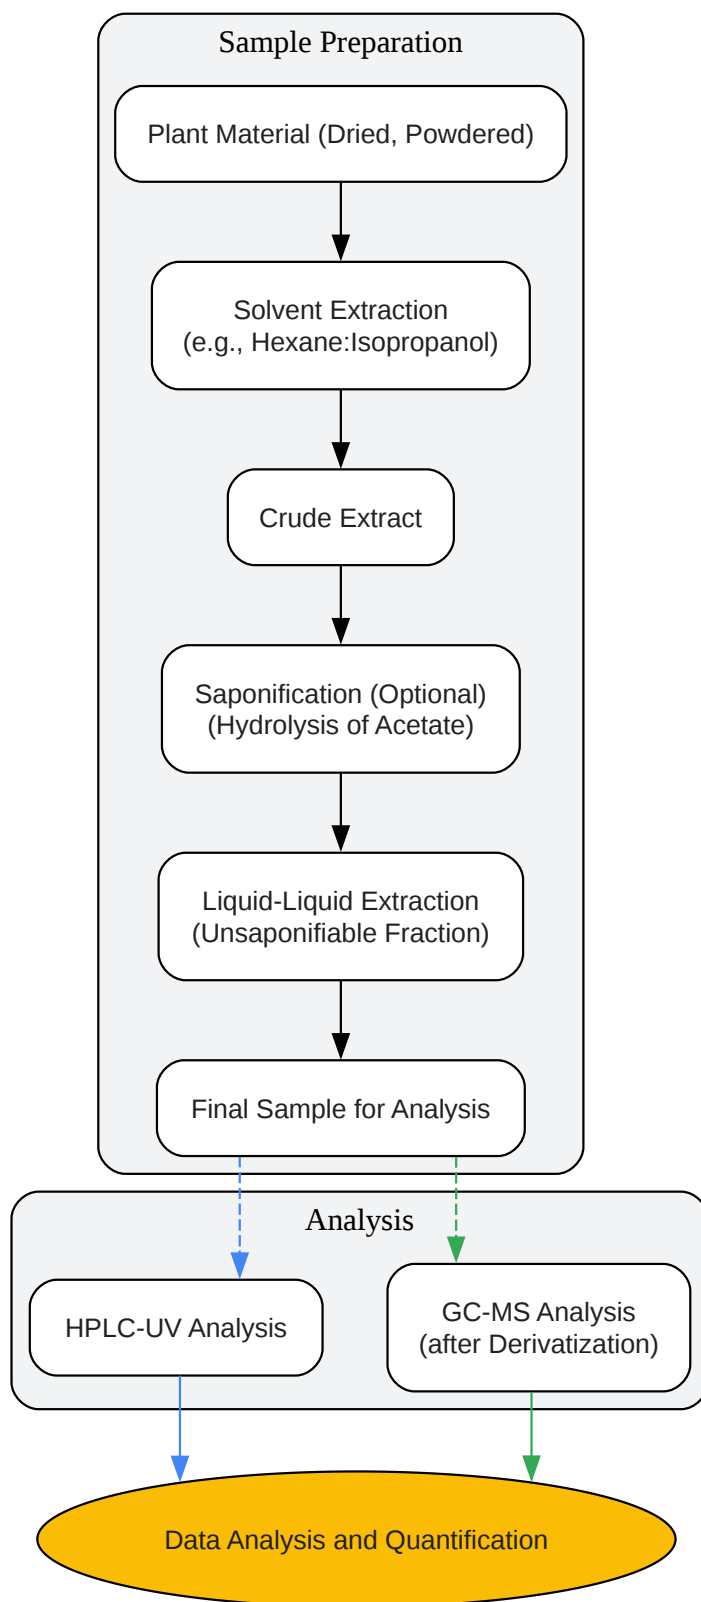 Sample Preparation
Plant Material (Dried, Powdered)
Solvent Extraction
(e.g., Hexane:Isopropanol)
Crude Extract
Saponification (Optional)
(Hydrolysis of Acetate)
Liquid-Liquid Extraction
(Unsaponifiable Fraction)
Final Sample for Analysis
Analysis
HPLC-UV Analysis
GC-MS Analysis
(after Derivatization)
Data Analysis and Quantification